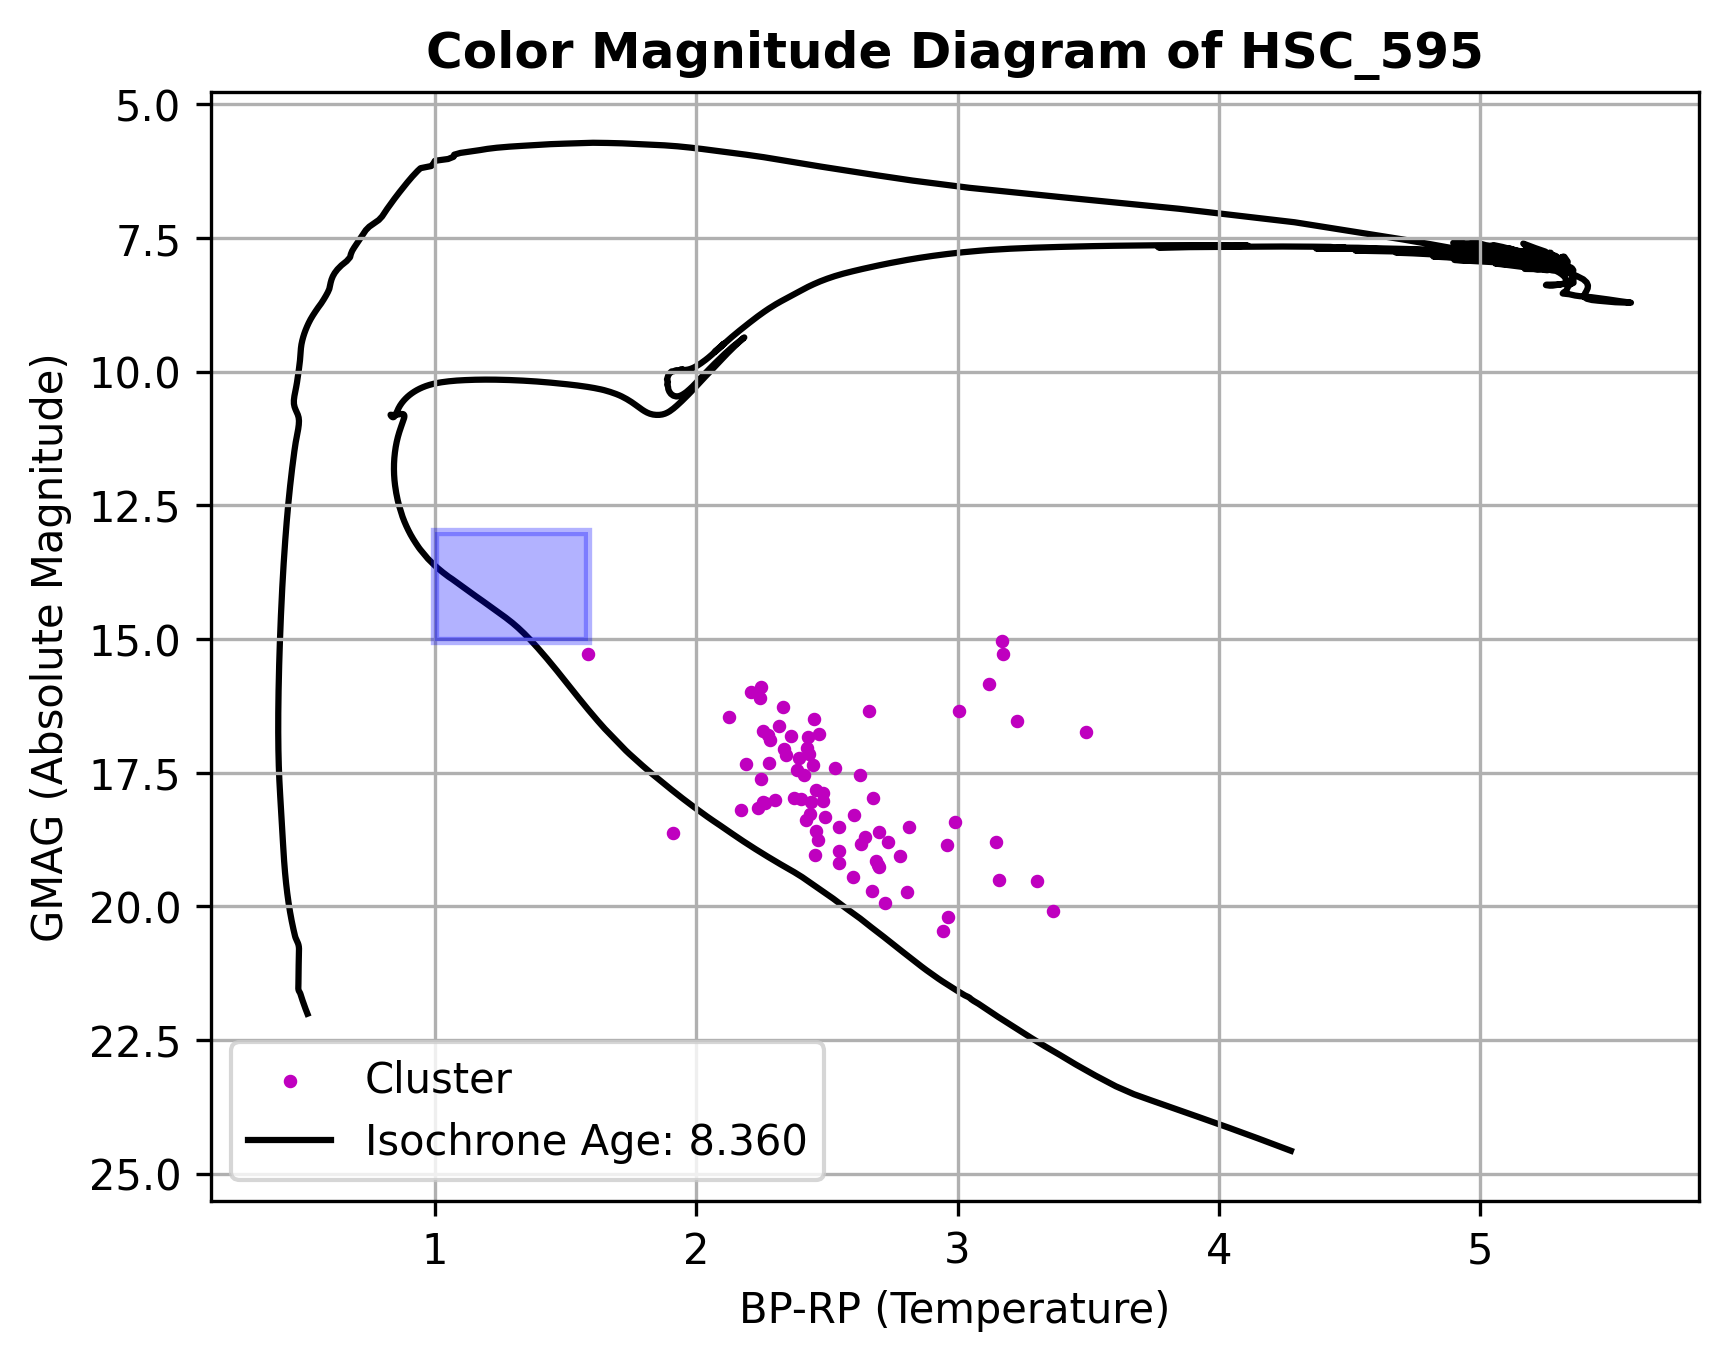 Color Magnitude Diagram of HSC_595
GMAG (Absolute Magnitude)
5.0
7.5
10.0
12.5
15.0
17.5
20.0
22.5
25.0
Cluster
Isochrone Age: 8.360
1 2 3 4 5
BP-RP (Temperature)